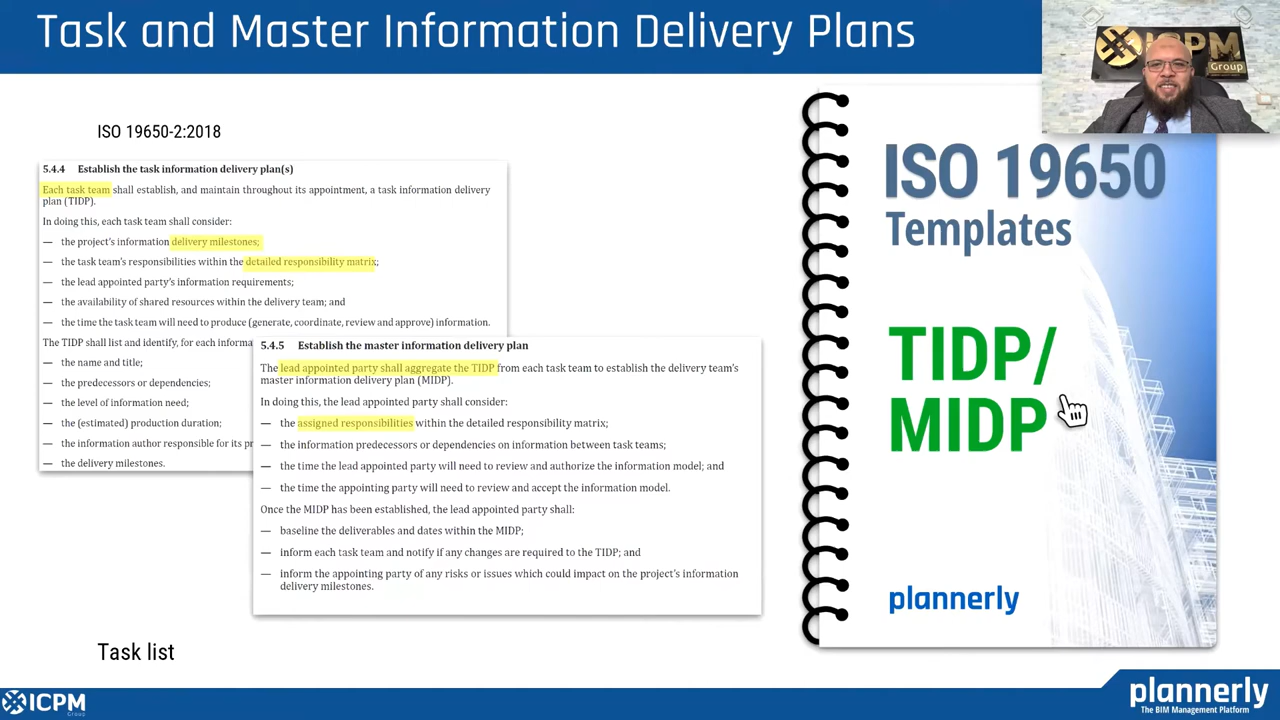 Task and Master Information Delivery Plans
ICPM
Group
ISO 19650-2:2018
5.4.4 Establish the task information delivery plan(s)
Each task team shall establish, and maintain throughout its appointment, a task information delivery
plan (TIDP).
In doing this, each task team shall consider:
— the project's information delivery milestones;
— the task team's responsibilities within the detailed responsibility matrix;
— the lead appointed party's information requirements;
— the availability of shared resources within the delivery team; and
— the time the task team will need to produce (generate, coordinate, review and approve) information.
The TIDP shall list and identify, for each informa
— the name and title;
— the predecessors or dependencies;
— the level of information need;
— the (estimated) production duration;
— the information author responsible for its pr
— the delivery milestones.
5.4.5 Establish the master information delivery plan
The lead appointed party shall aggregate the TIDP from each task team to establish the delivery team's
master information delivery plan (MIDP).
In doing this, the lead appointed party shall consider:
— the assigned responsibilities within the detailed responsibility matrix;
— the information predecessors or dependencies on information between task teams;
— the time the lead appointed party will need to review and authorize the information model; and
— the time the appointing party will need to review and accept the information model.
Once the MIDP has been established, the lead appointed party shall:
— baseline the deliverables and dates within the MIDP;
— inform each task team and notify if any changes are required to the TIDP; and
— inform the appointing party of any risks or issues which could impact on the project's information
delivery milestones.
Task list
ISO 19650
Templates
TIDP/
MIDP
plannerly
ICPM
Group
plannerly
The BIM Management Platform